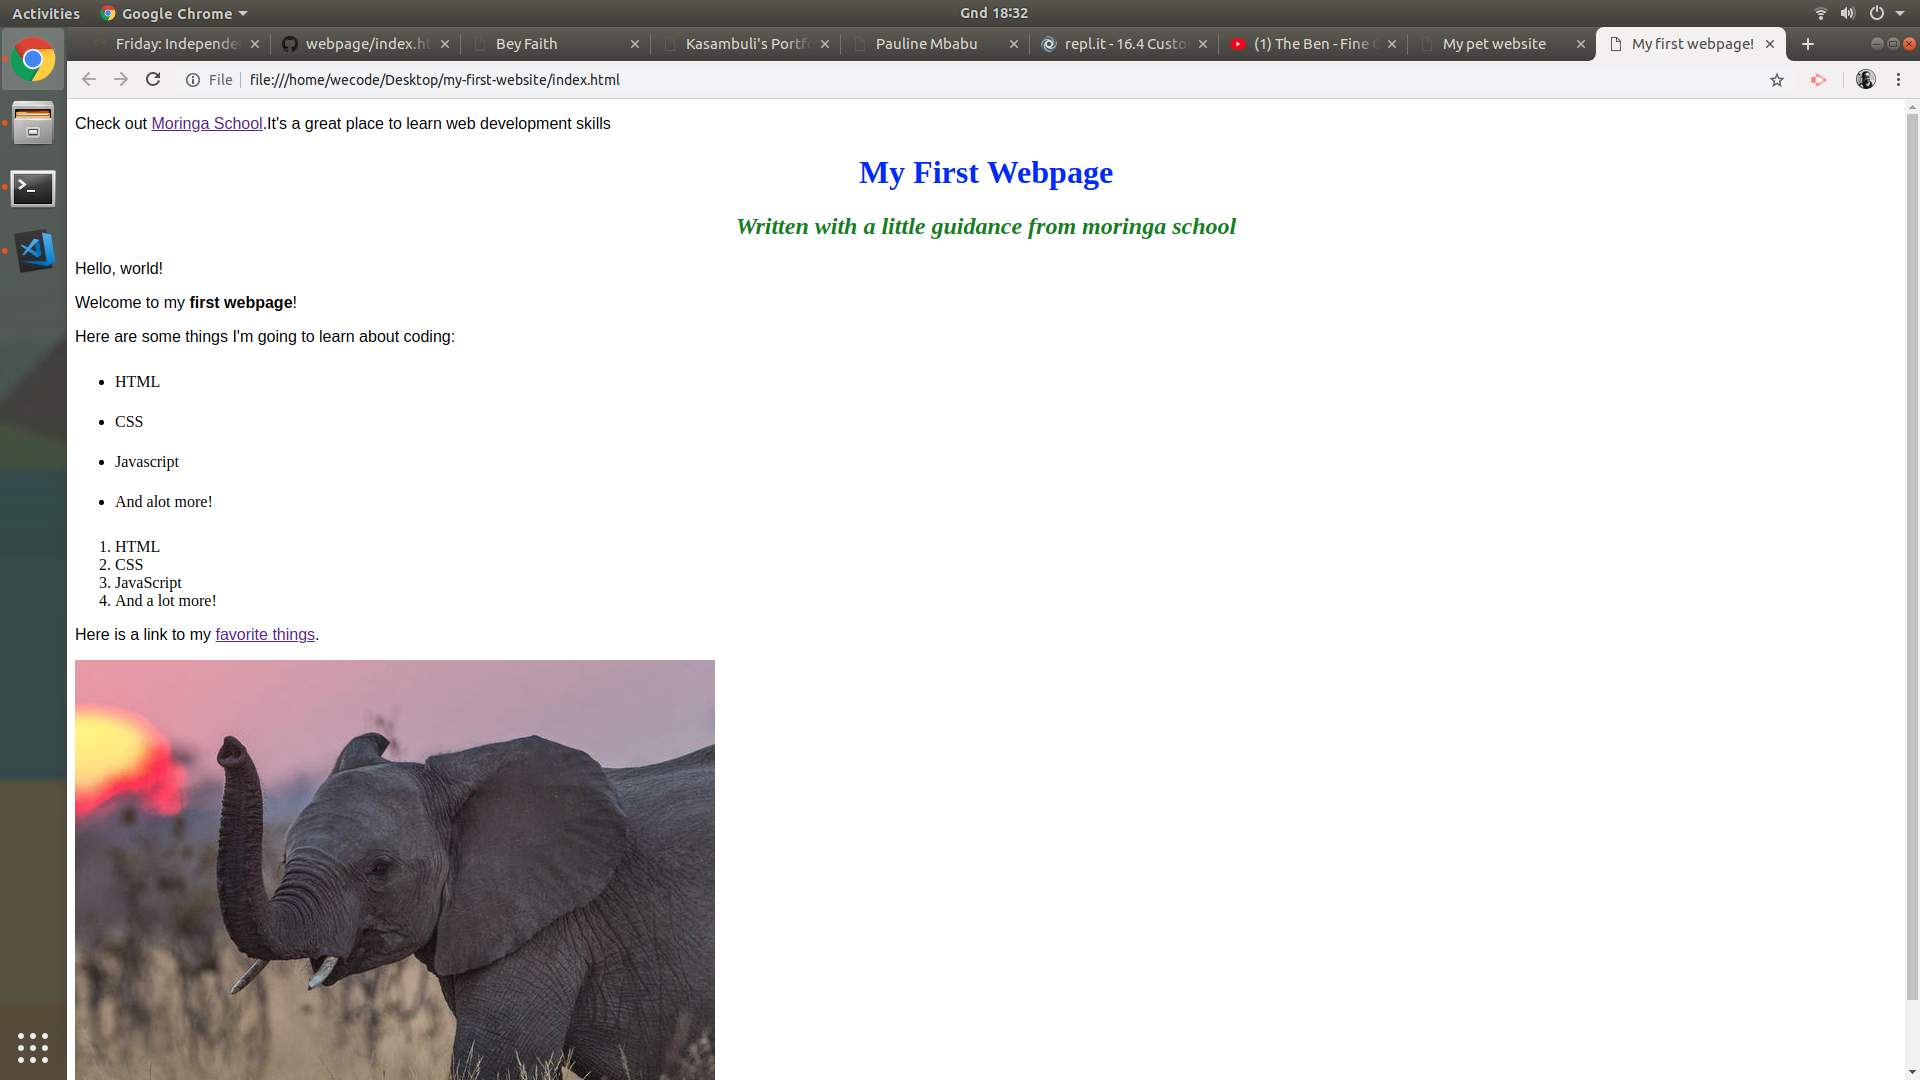 Activities
Google Chrome
Gnd 18:32
Friday: Independe
webpage/index.ht
Bey Faith
Kasambuli's Portf
Pauline Mbabu
repl.it - 16.4 Custo
(1) The Ben - Fine
My pet website
My first webpage!
File
file:///home/wecode/Desktop/my-first-website/index.html
Check out Moringa School.It's a great place to learn web development skills
My First Webpage
Written with a little guidance from moringa school
Hello, world!
Welcome to my first webpage!
Here are some things I'm going to learn about coding:
• HTML
• CSS
• Javascript
• And alot more!
1. HTML
2. CSS
3. JavaScript
4. And a lot more!
Here is a link to my favorite things.